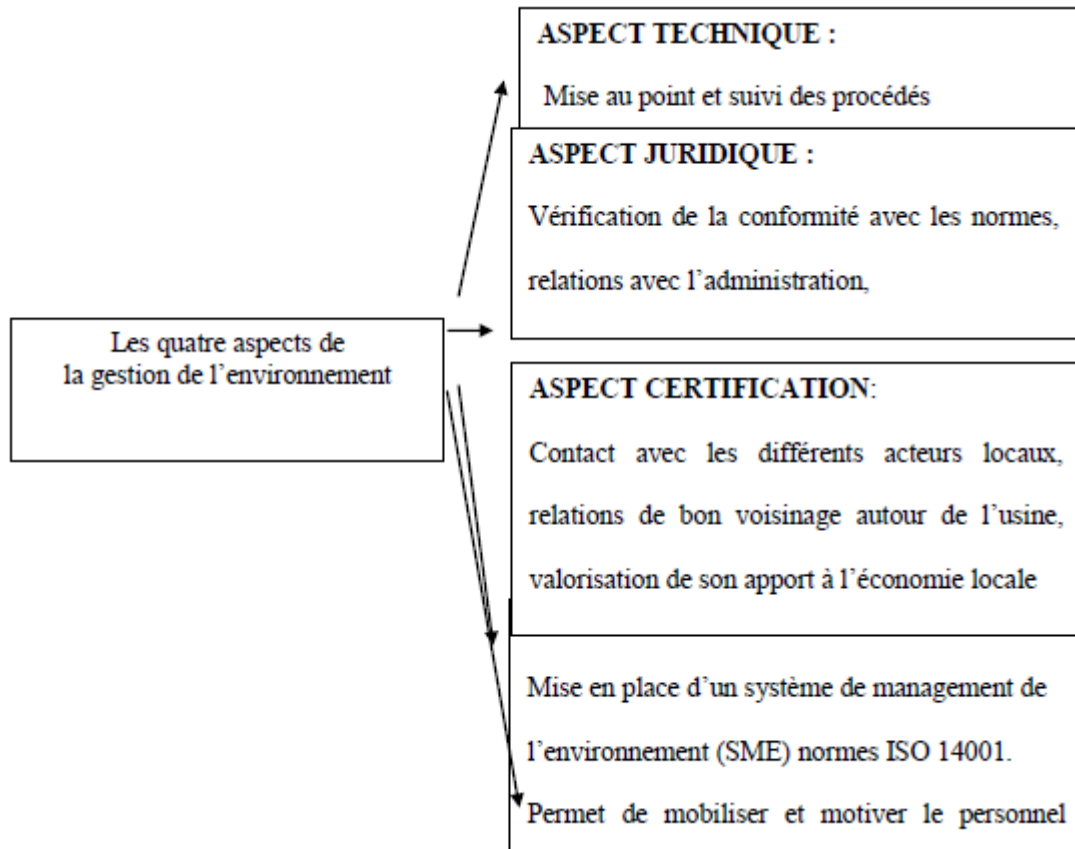 ASPECT TECHNIQUE :
Mise au point et suivi des procédés
ASPECT JURIDIQUE :
Vérification de la conformité avec les normes,
relations avec l’administration,
Les quatre aspects de
la gestion de l’environnement
ASPECT CERTIFICATION:
Contact avec les différents acteurs locaux,
relations de bon voisinage autour de l’usine,
valorisation de son apport à l’économie locale
Mise en place d’un système de management de
l’environnement (SME) normes ISO 14001.
Permet de mobiliser et motiver le personnel